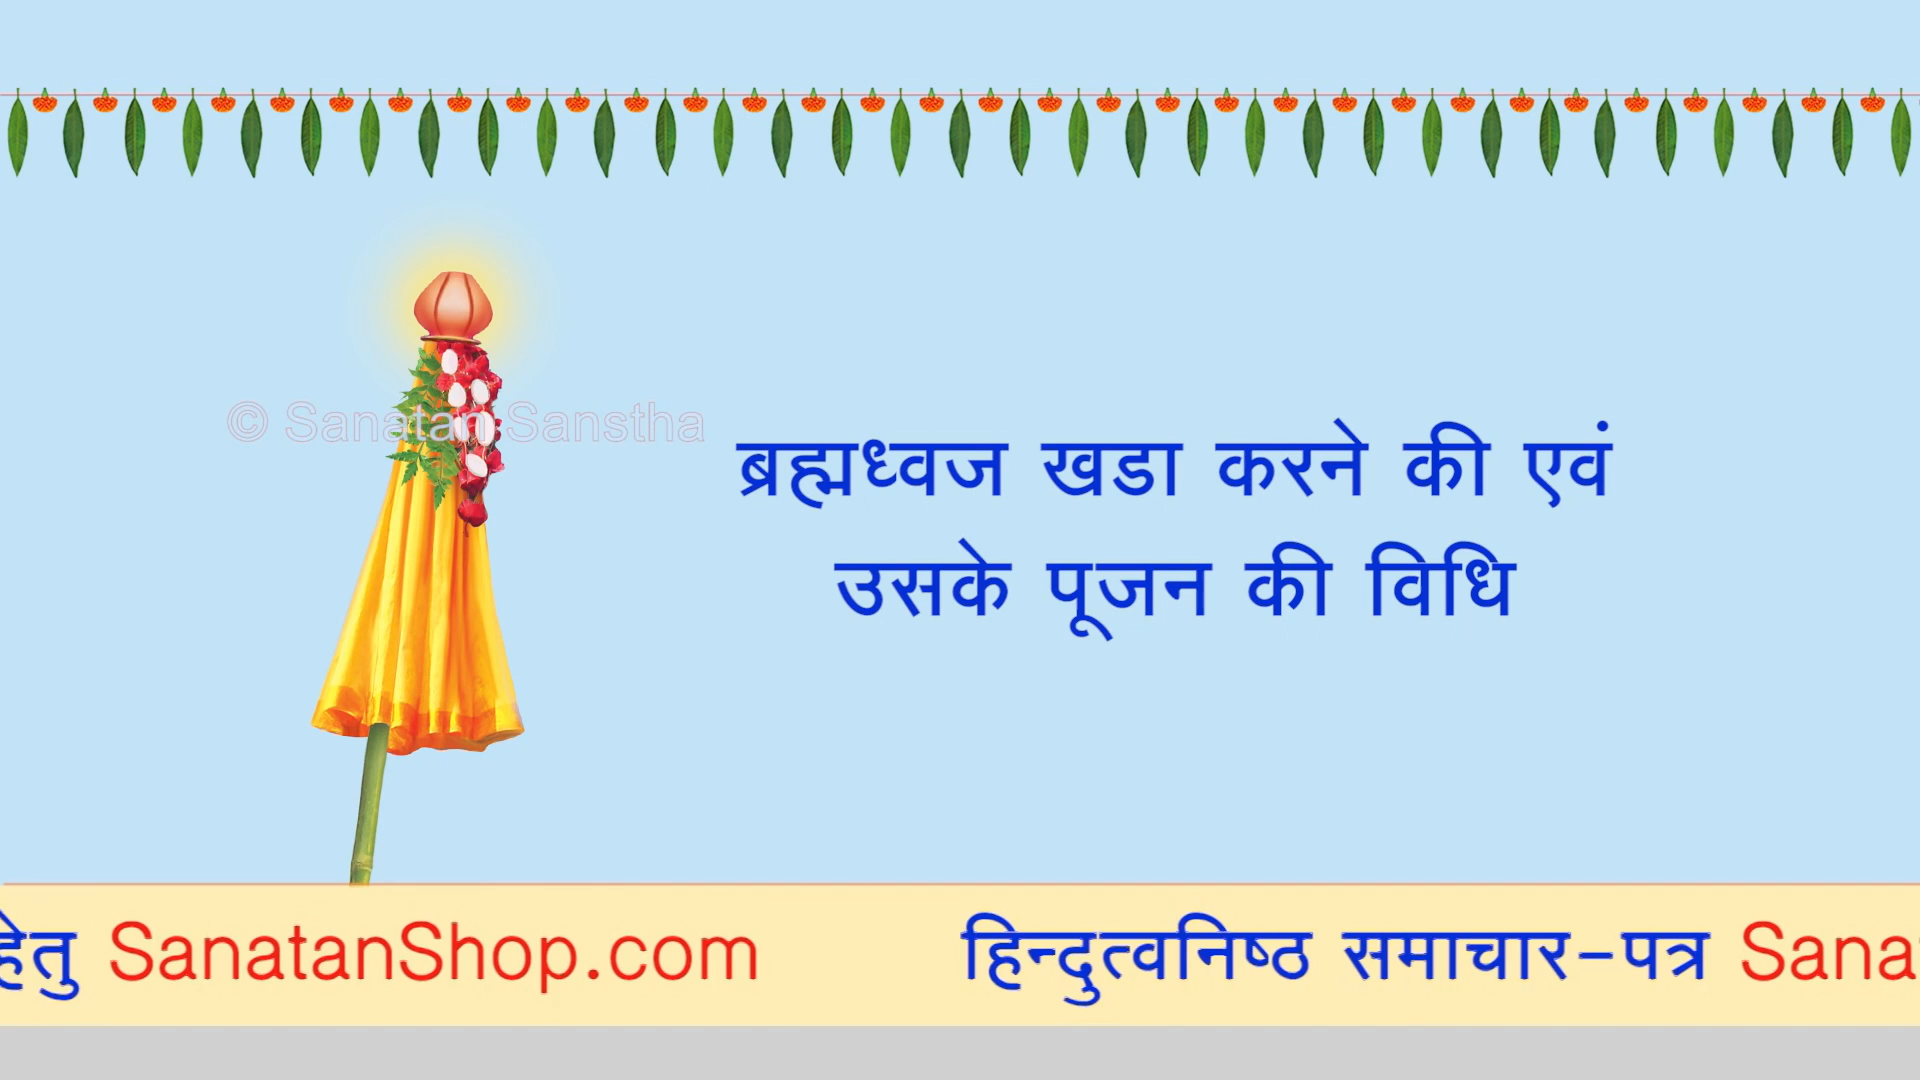 © Sanatan Sanstha
ब्रह्मध्वज खडा करने की एवं
उसके पूजन की विधि
हेतु SanatanShop.com हिन्दुत्वनिष्ठ समाचार-पत्र